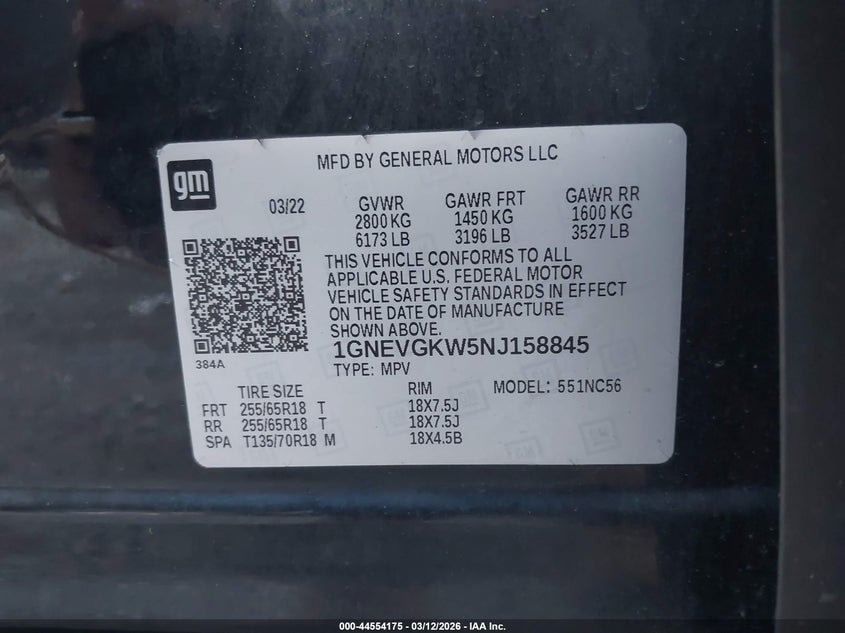 gm
MFD BY GENERAL MOTORS LLC
03/22
GVWR GAWR FRT GAWR RR
2800 KG 1450 KG 1600 KG
6173 LB 3196 LB 3527 LB
THIS VEHICLE CONFORMS TO ALL
APPLICABLE U.S. FEDERAL MOTOR
VEHICLE SAFETY STANDARDS IN EFFECT
ON THE DATE OF MANUFACTURE
SHOWN ABOVE.
384A
1GNEVGKW5NJ158845
TYPE: MPV
TIRE SIZE RIM MODEL: 551NC56
FRT 255/65R18 T 18X7.5J
RR 255/65R18 T 18X7.5J
SPA T135/70R18 M 18X4.5B
000-44554175 - 03/12/2026 - IAA Inc.